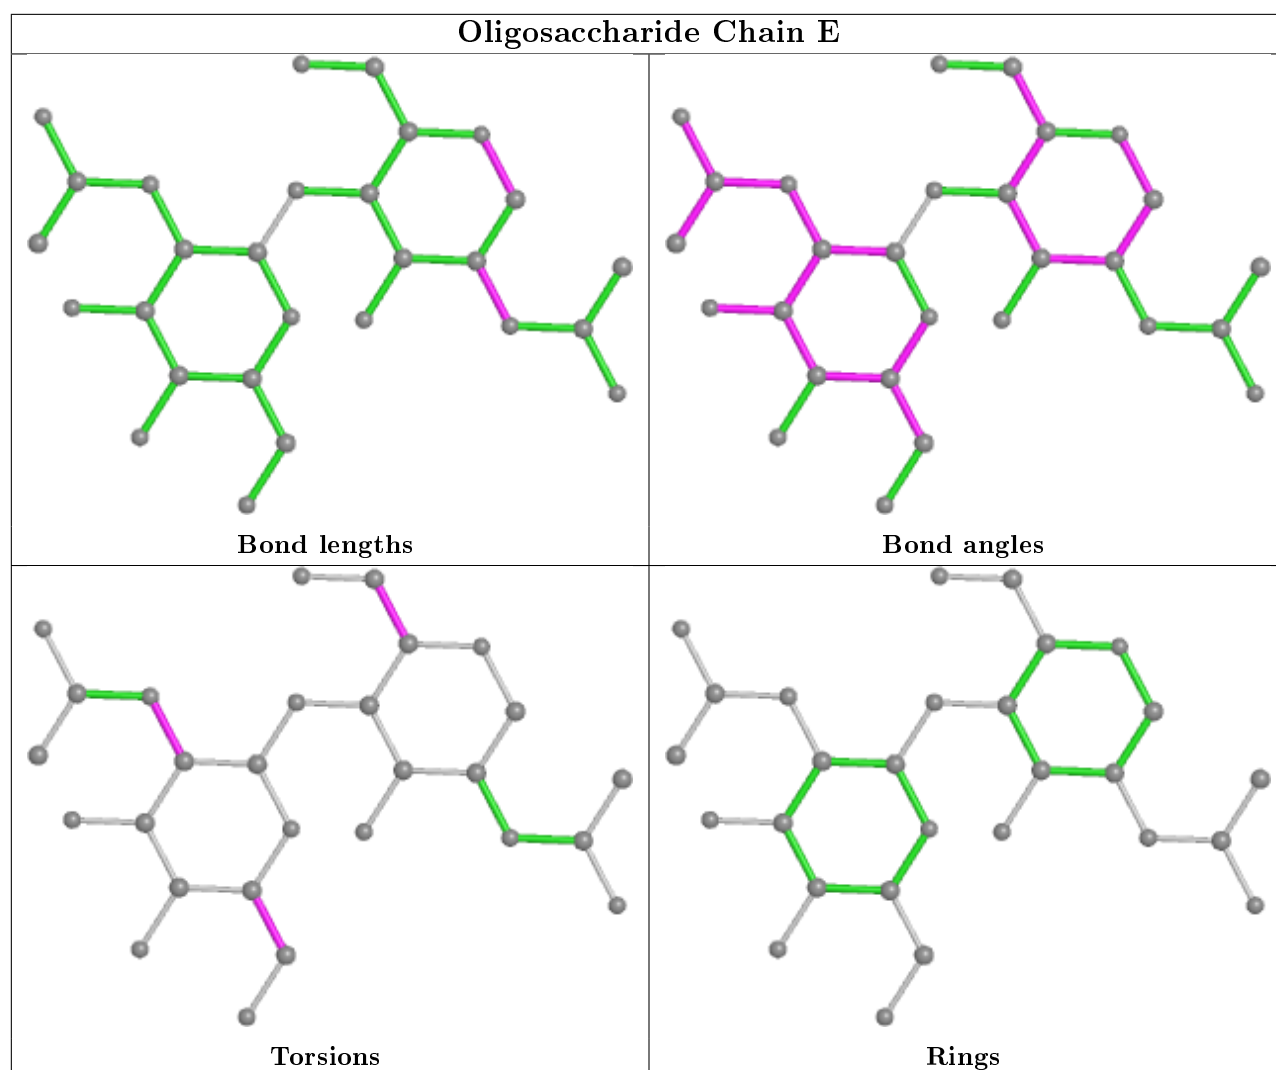 Oligosaccharide Chain E
Bond lengths
Bond angles
Torsions
Rings